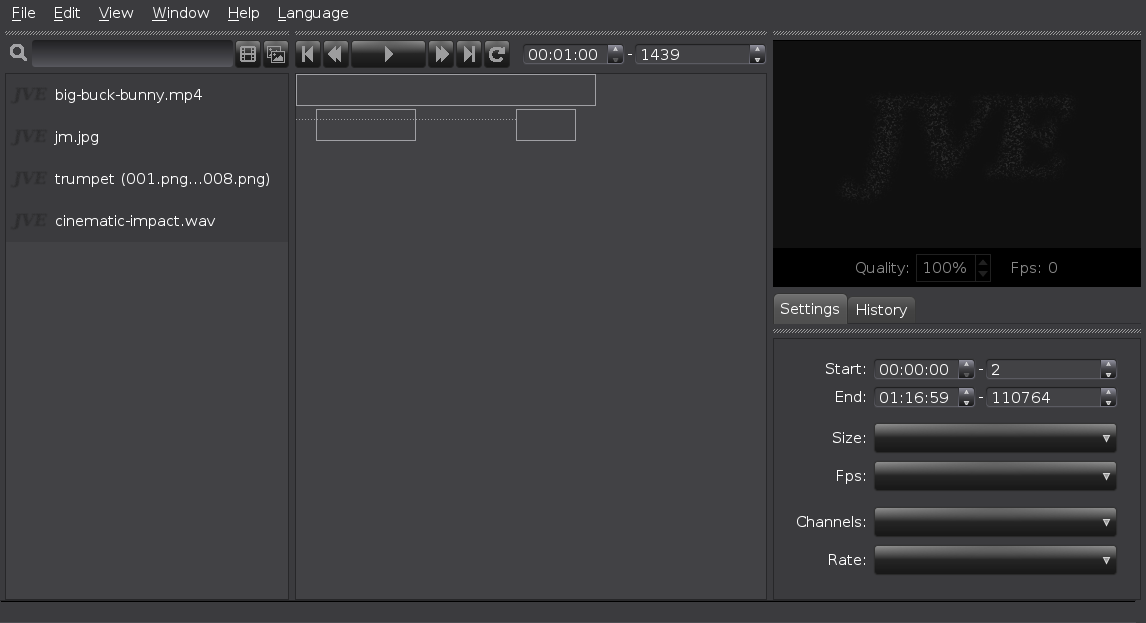 File Edit View Window Help Language
00:01:00 - 1439
JVE big-buck-bunny.mp4
JVE jm.jpg
JVE trumpet (001.png...008.png)
JVE cinematic-impact.wav
JVE
Quality: 100% Fps: 0
Settings History
Start: 00:00:00 - 2
End: 01:16:59 - 110764
Size:
Fps:
Channels:
Rate: